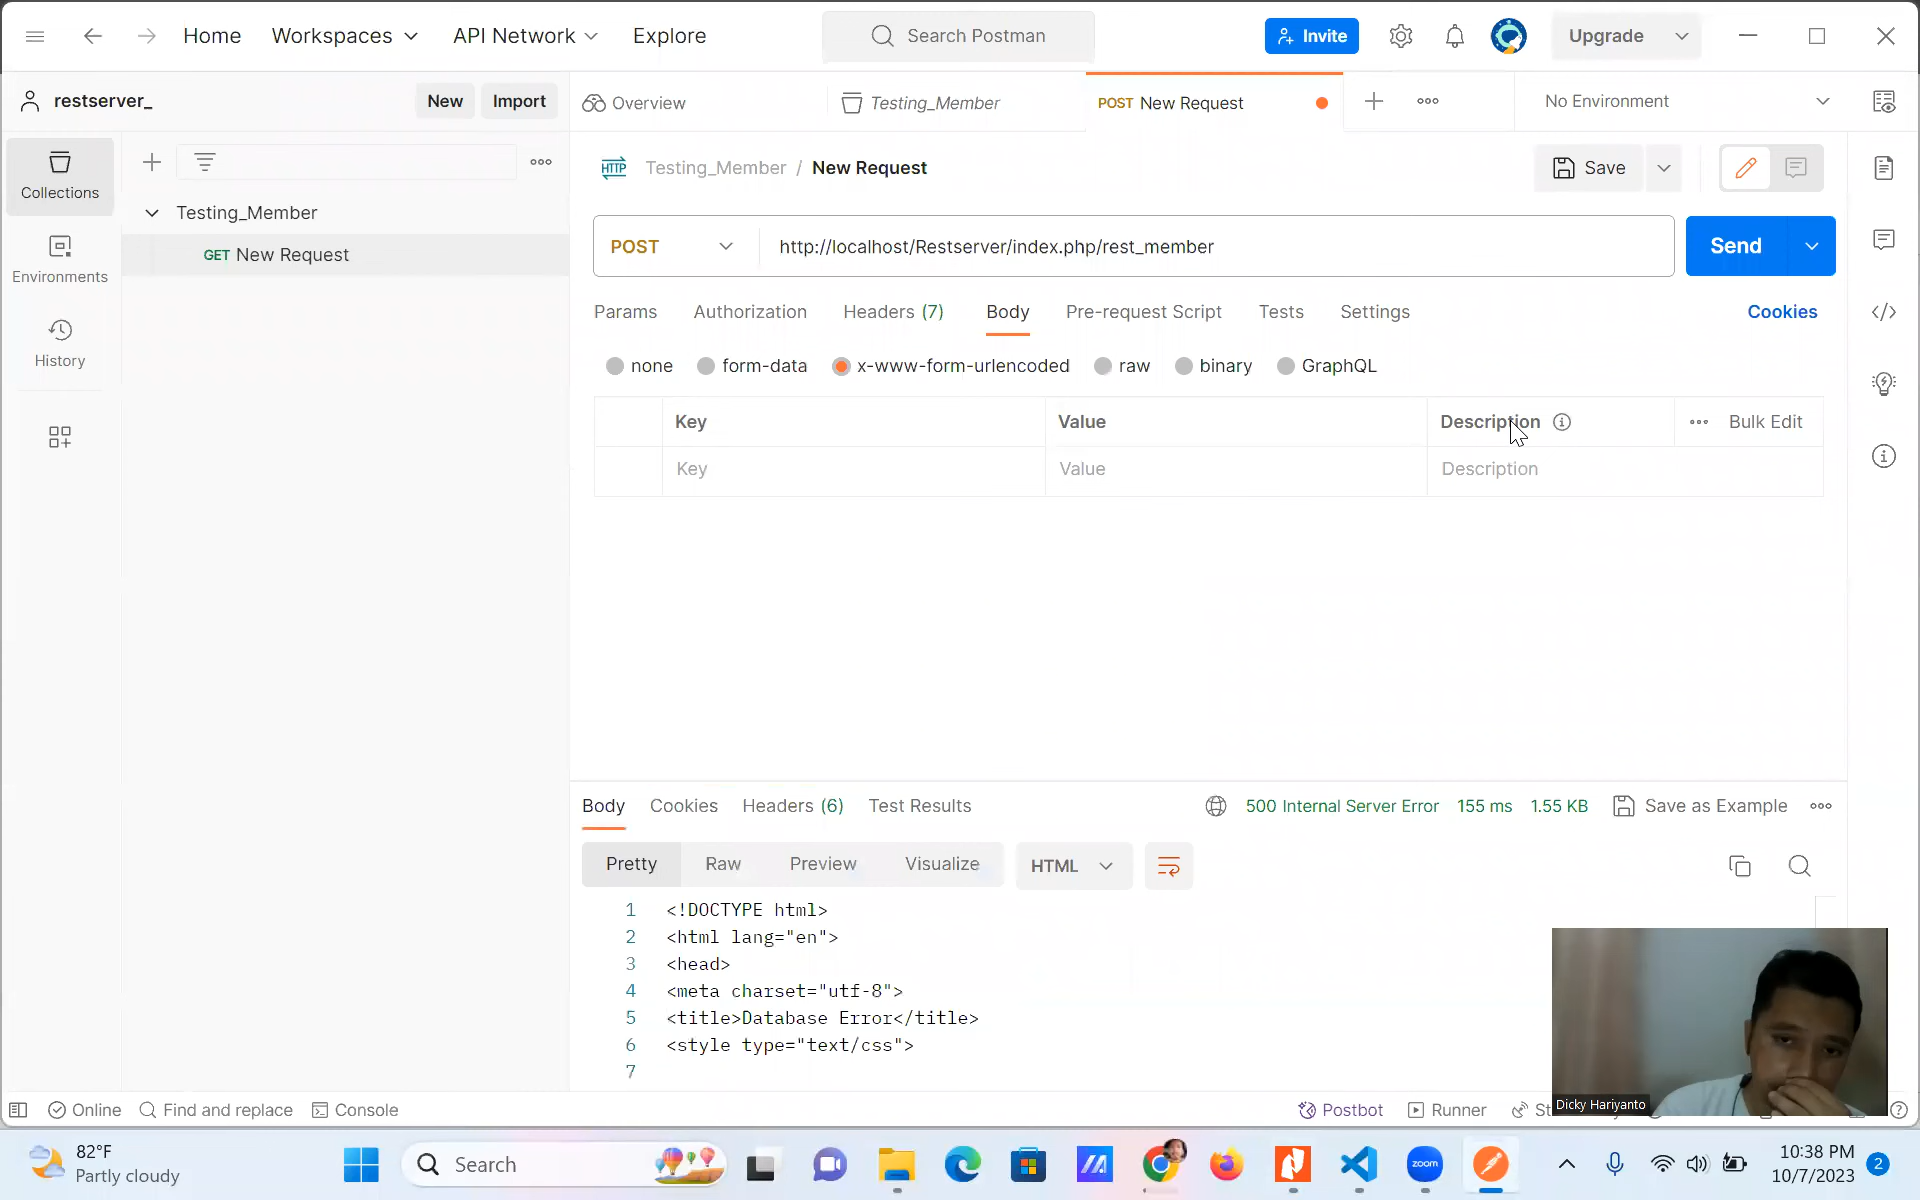 Home Workspaces API Network Explore Search Postman Invite Upgrade
restserver_ New Import Overview Testing_Member POST New Request No Environment
Collections
Environments
History
Testing_Member
GET New Request
HTTP Testing_Member / New Request Save
POST http://localhost/Restserver/index.php/rest_member Send
Params Authorization Headers (7) Body Pre-request Script Tests Settings Cookies
none form-data x-www-form-urlencoded raw binary GraphQL
Key Value Description Bulk Edit
Key Value Description
Body Cookies Headers (6) Test Results 500 Internal Server Error 155 ms 1.55 KB Save as Example
Pretty Raw Preview Visualize HTML
1 <!DOCTYPE html>
2 <html lang="en">
3 <head>
4 <meta charset="utf-8">
5 <title>Database Error</title>
6 <style type="text/css">
7
Dicky Hariyanto
Online Find and replace Console Postbot Runner
82°F
Partly cloudy
Search
zoom
10:38 PM
10/7/2023
2